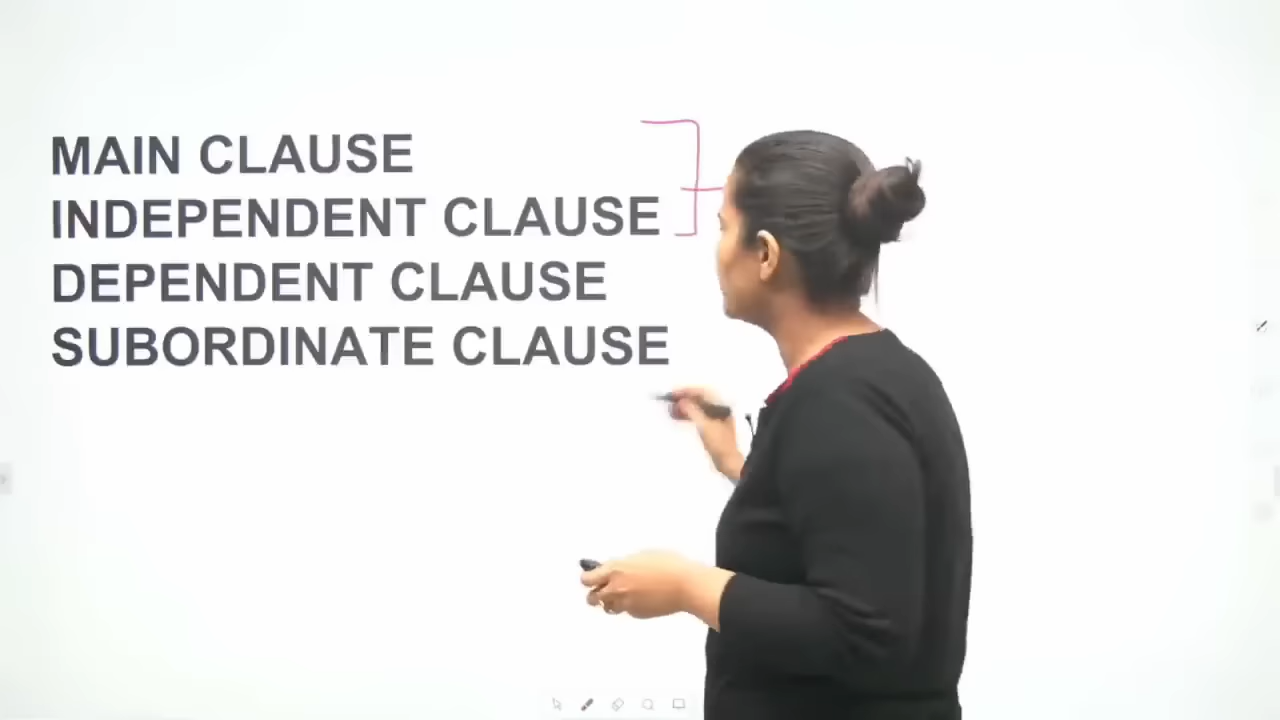 MAIN CLAUSE
INDEPENDENT CLAUSE
DEPENDENT CLAUSE
SUBORDINATE CLAUSE